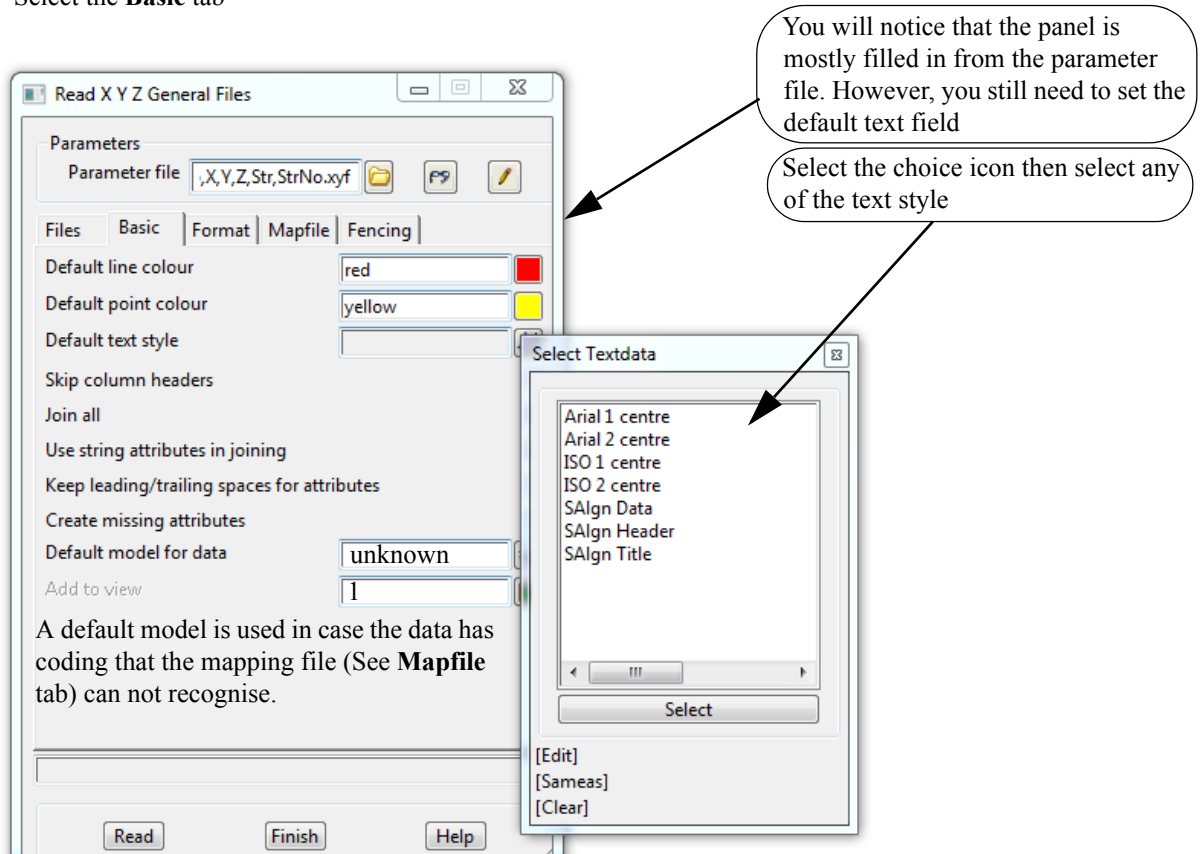 Select the Basic tab
You will notice that the panel is
mostly filled in from the parameter
file. However, you still need to set the
default text field
Select the choice icon then select any
of the text style
Read X Y Z General Files
Parameters
Parameter file ,X,Y,Z,Str,StrNo.xyf
Files Basic Format Mapfile Fencing
Default line colour red
Default point colour yellow
Default text style
Skip column headers
Join all
Use string attributes in joining
Keep leading/trailing spaces for attributes
Create missing attributes
Default model for data unknown
Add to view 1
A default model is used in case the data has
coding that the mapping file (See Mapfile
tab) can not recognise.
Read Finish Help
Select Textdata
Arial 1 centre
Arial 2 centre
ISO 1 centre
ISO 2 centre
SAlgn Data
SAlgn Header
SAlgn Title
Select
[Edit]
[Sameas]
[Clear]